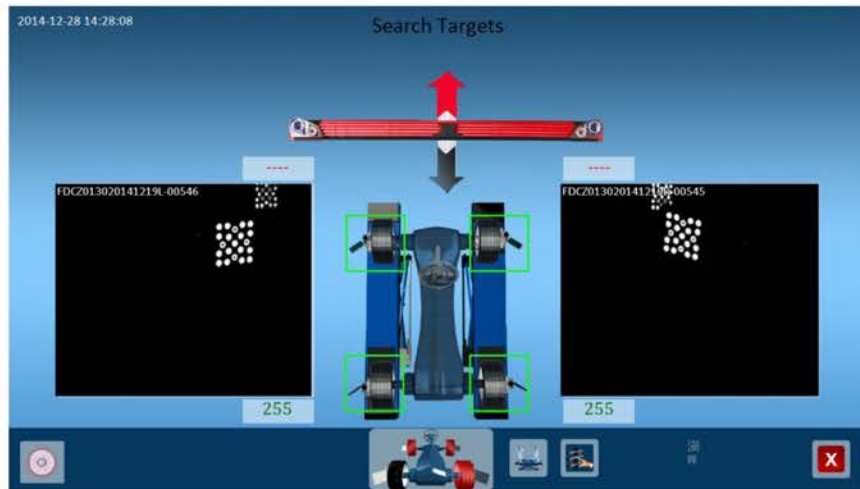 2014-12-28 14:28:08
Search Targets
----
----
FDCZ013020141219L-00546
255
255
X